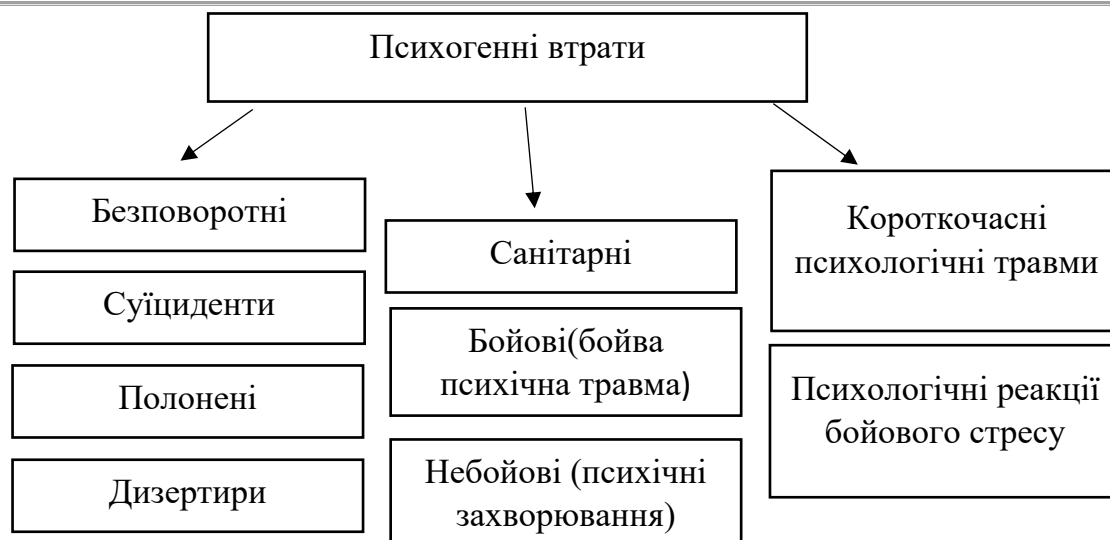 Психогенні втрати
Безповоротні
Суїциденти
Полонені
Дизертири
Санітарні
Бойові(бойва
психічна травма)
Небойові (психічні
захворювання)
Короткочасні
психологічні травми
Психологічні реакції
бойового стресу